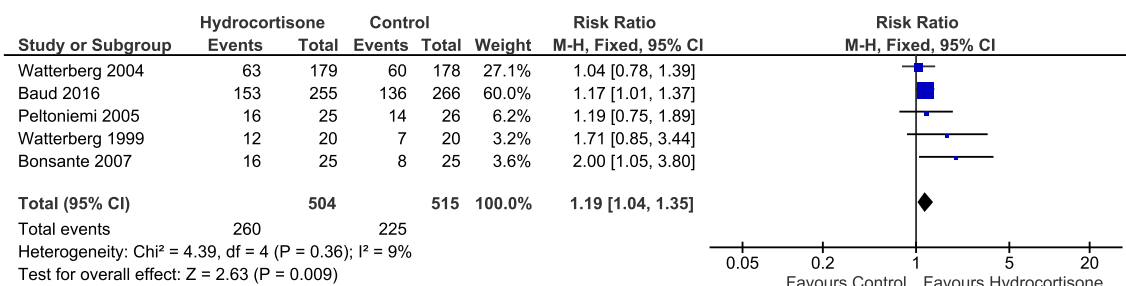 Hydrocortisone Control Risk Ratio Risk Ratio
Study or Subgroup Events Total Events Total Weight M-H, Fixed, 95% CI M-H, Fixed, 95% CI
Watterberg 2004 63 179 60 178 27.1% 1.04 [0.78, 1.39]
Baud 2016 153 255 136 266 60.0% 1.17 [1.01, 1.37]
Peltoniemi 2005 16 25 14 26 6.2% 1.19 [0.75, 1.89]
Watterberg 1999 12 20 7 20 3.2% 1.71 [0.85, 3.44]
Bonsante 2007 16 25 8 25 3.6% 2.00 [1.05, 3.80]
Total (95% CI) 504 515 100.0% 1.19 [1.04, 1.35]
Total events 260 225
Heterogeneity: Chi² = 4.39, df = 4 (P = 0.36); I² = 9%
Test for overall effect: Z = 2.63 (P = 0.009)
0.05 0.2 1 5 20
Favours Control Favours Hydrocortisone